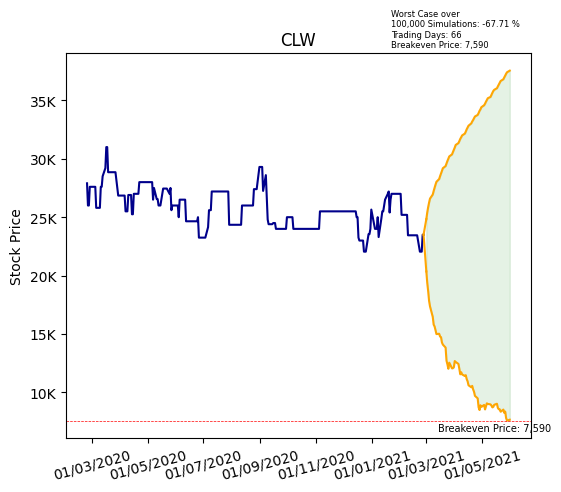 Worst Case over
100,000 Simulations: -67.71 %
Trading Days: 66
Breakeven Price: 7,590
CLW
Stock Price
35K
30K
25K
20K
15K
10K
Breakeven Price: 7,590
01/03/2020
01/05/2020
01/07/2020
01/09/2020
01/11/2020
01/01/2021
01/03/2021
01/05/2021